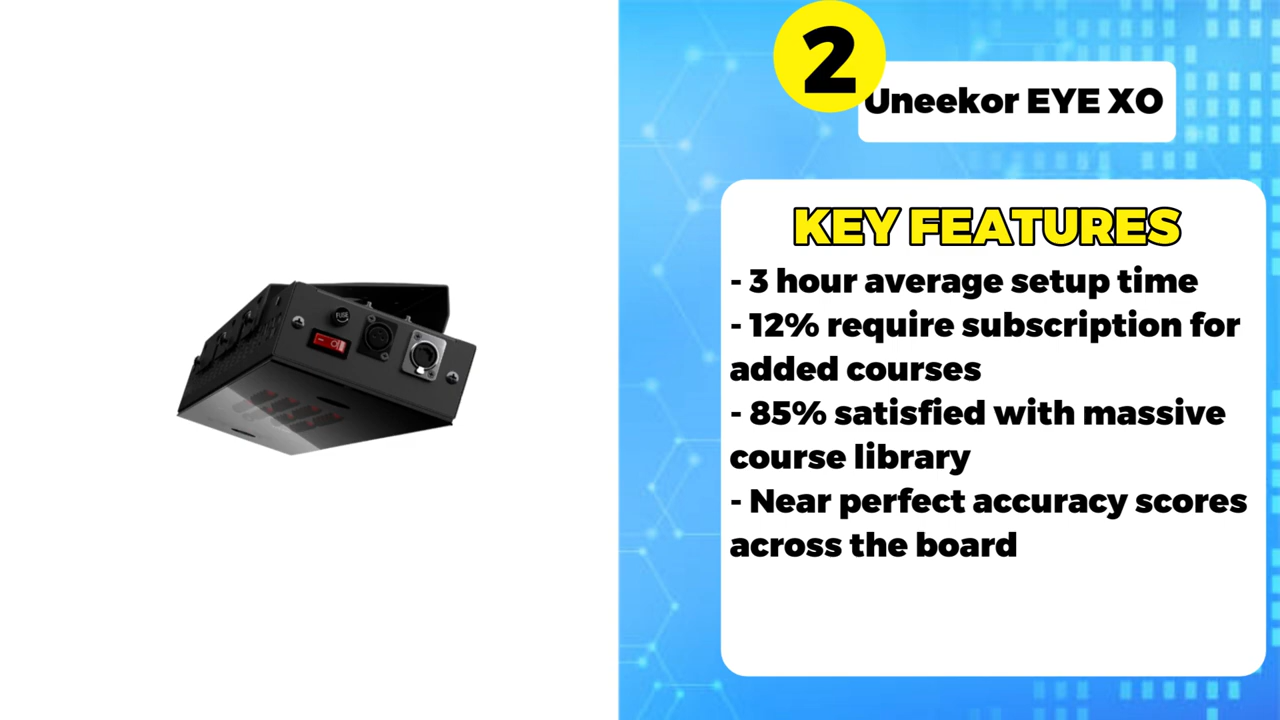 2
Uneekor EYE XO
KEY FEATURES
- 3 hour average setup time
- 12% require subscription for
added courses
- 85% satisfied with massive
course library
- Near perfect accuracy scores
across the board
FUSE